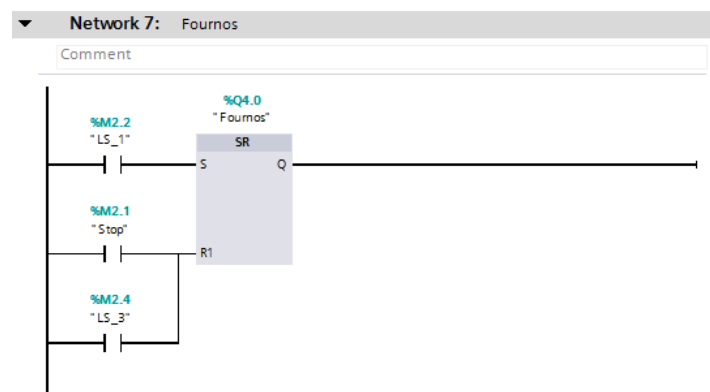 Network 7: Fournos
Comment
%Q4.0
"Fournos"
%M2.2
"LS_1"
SR
S Q
%M2.1
"Stop"
R1
%M2.4
"LS_3"